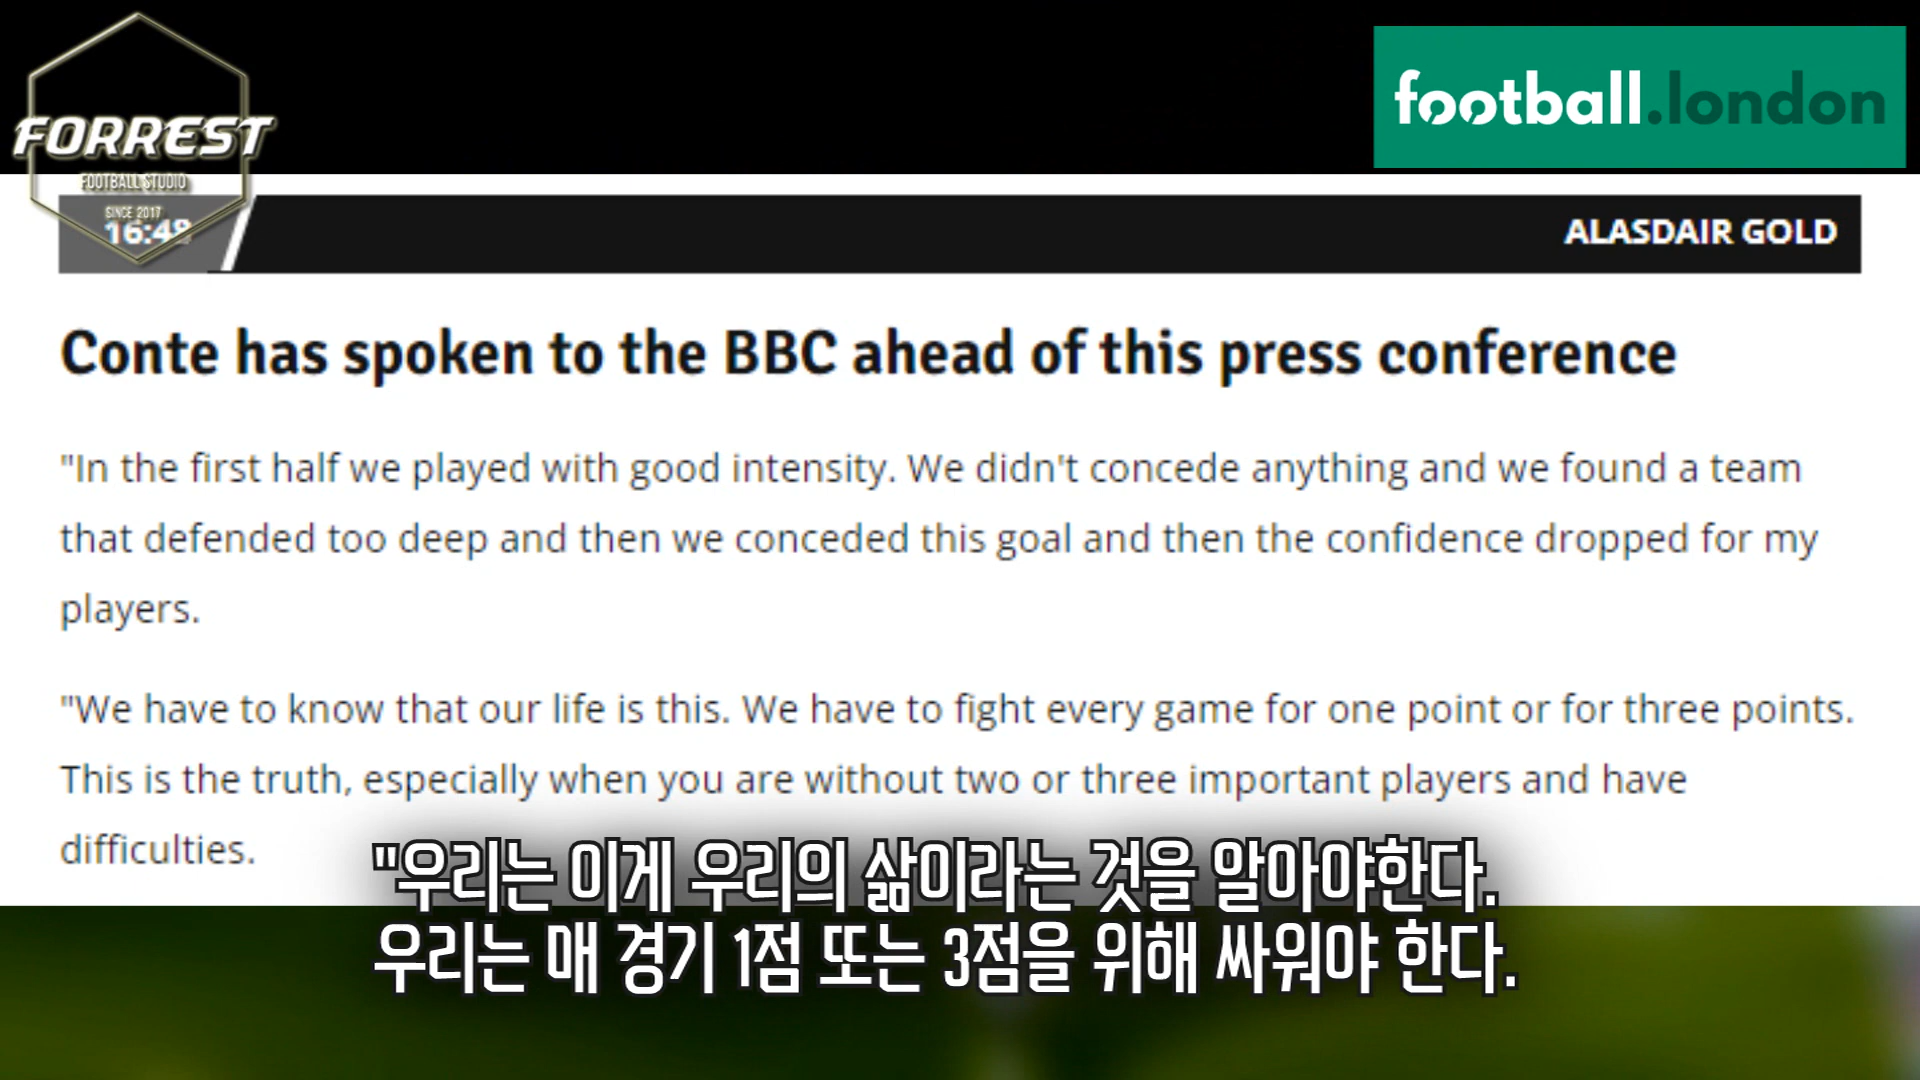 FORREST
FOOTBALL STUDIO
SINCE 2017
football.london
16:48
ALASDAIR GOLD
Conte has spoken to the BBC ahead of this press conference
"In the first half we played with good intensity. We didn't concede anything and we found a team
that defended too deep and then we conceded this goal and then the confidence dropped for my
players.
"We have to know that our life is this. We have to fight every game for one point or for three points.
This is the truth, especially when you are without two or three important players and have
difficulties.
"우리는 이게 우리의 삶이라는 것을 알아야한다.
우리는 매 경기 1점 또는 3점을 위해 싸워야 한다.